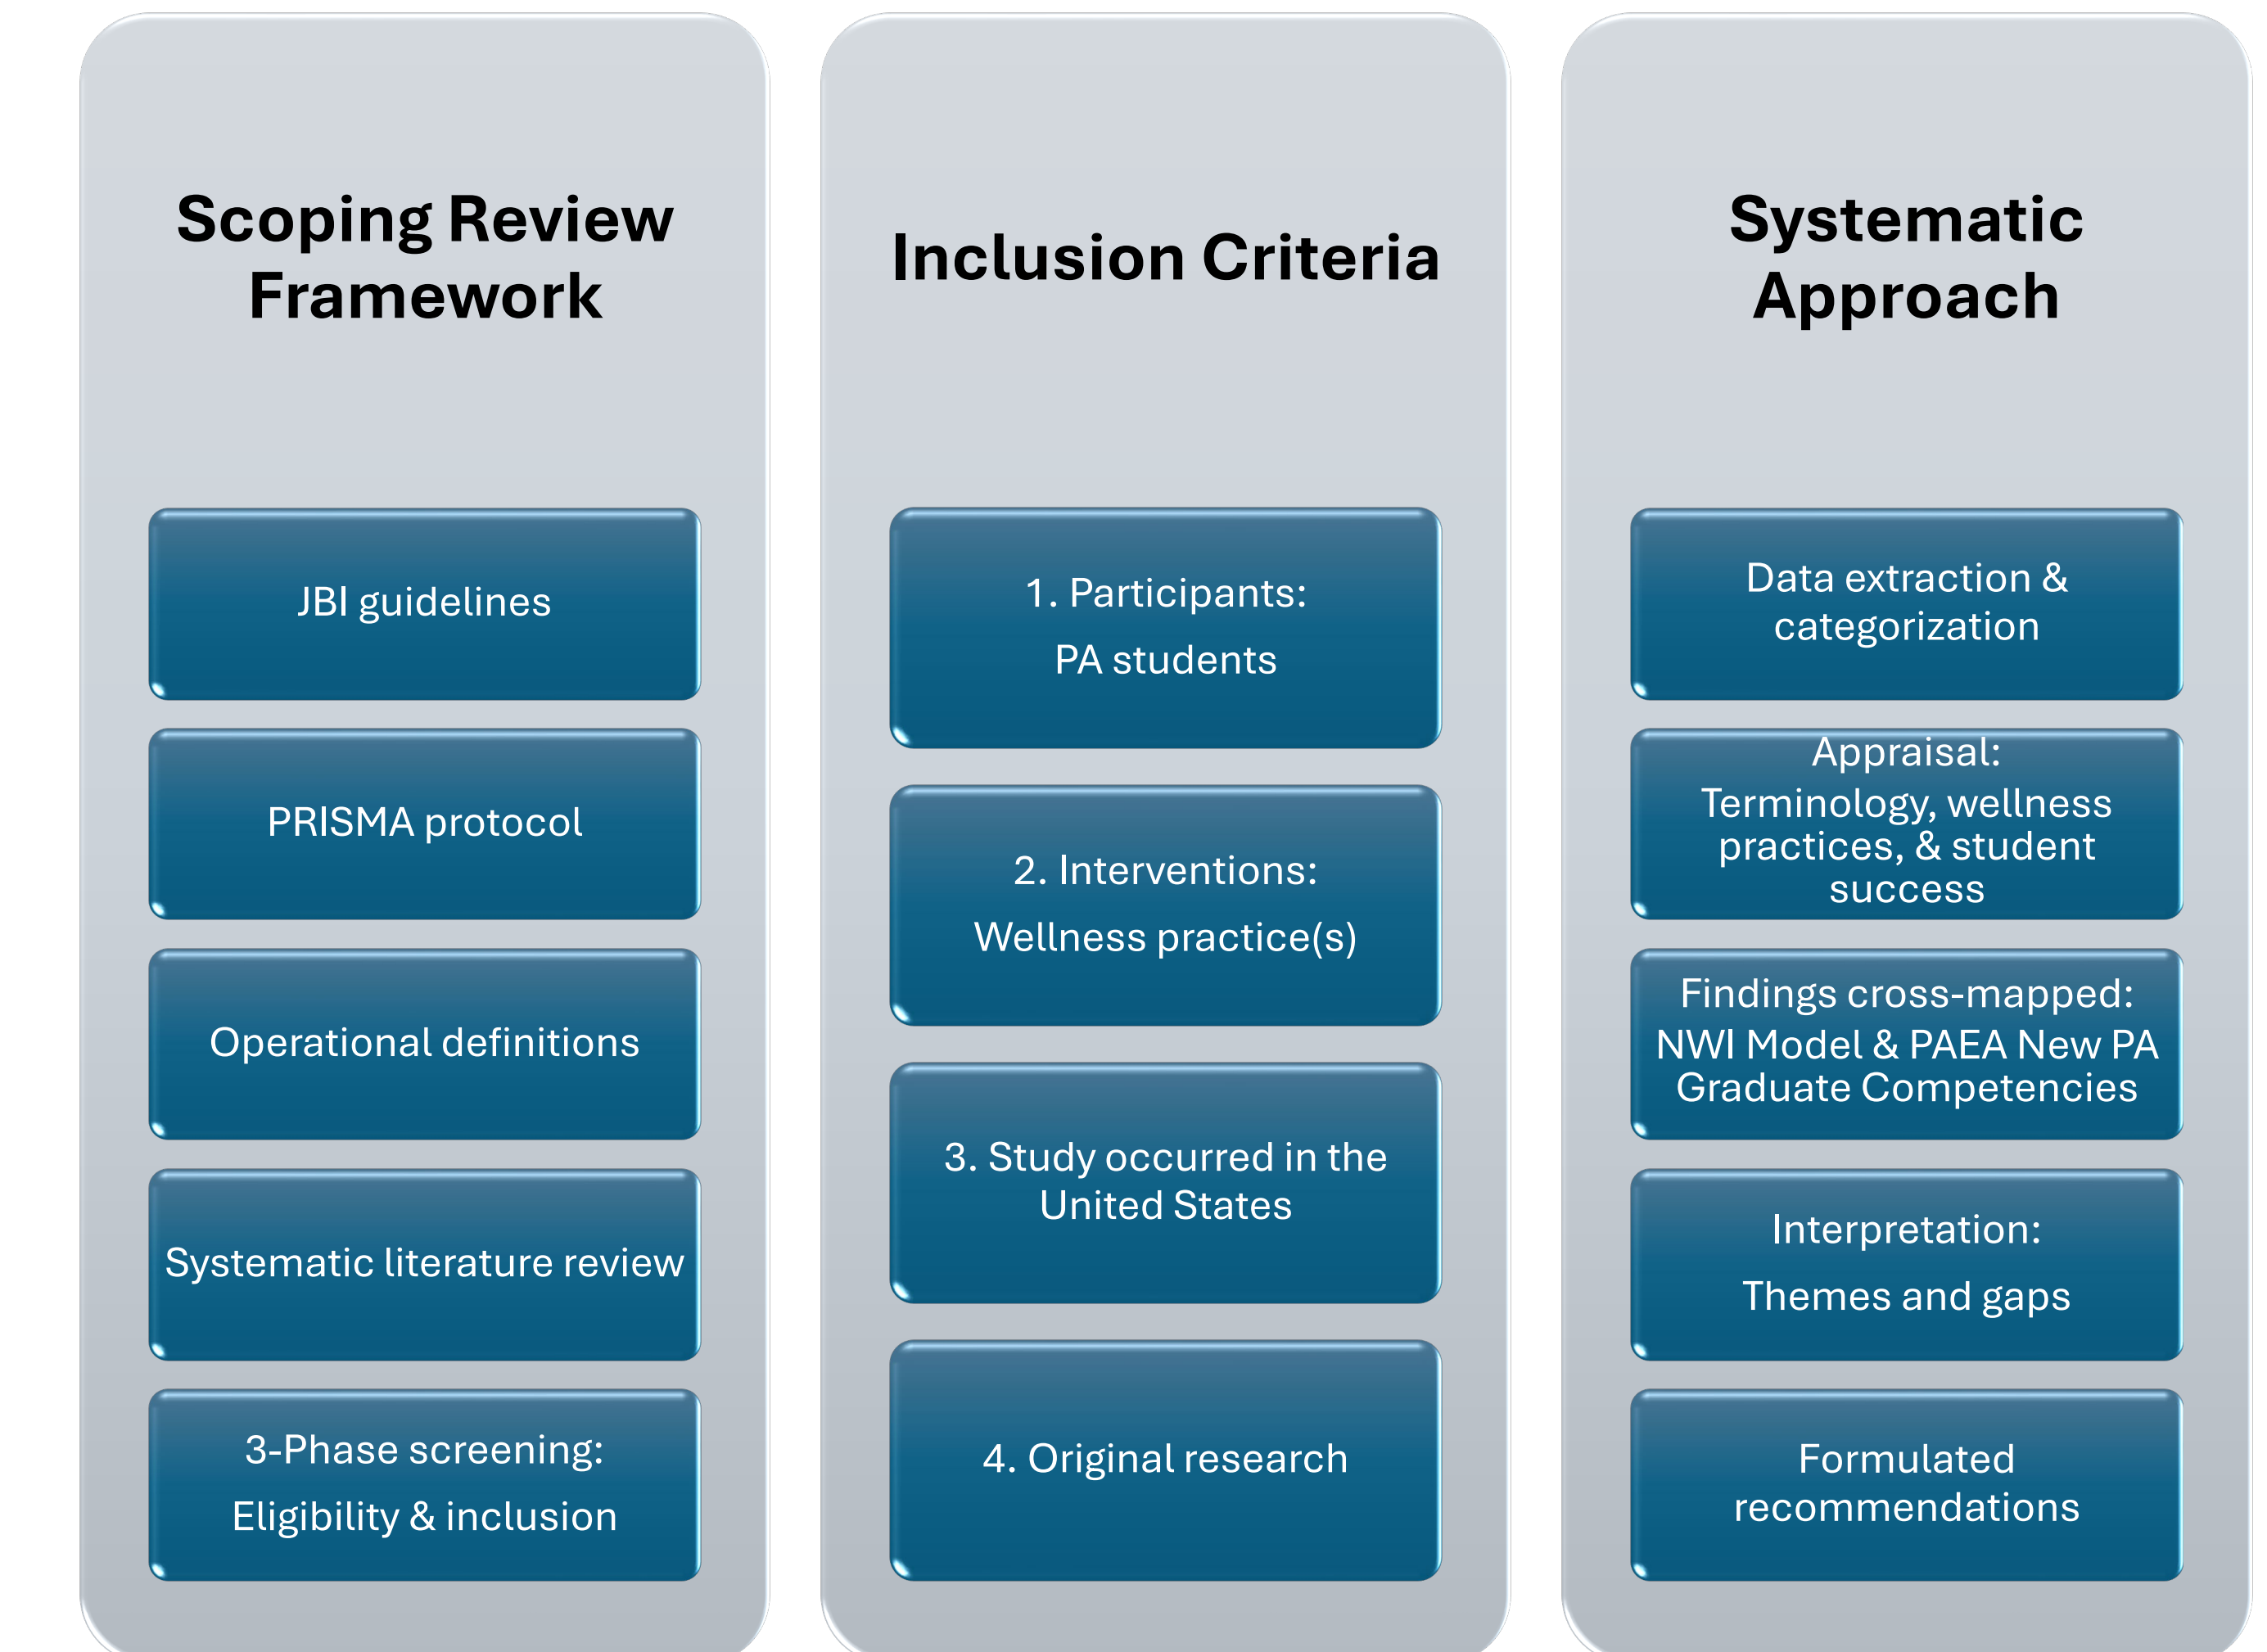 Scoping Review
Framework
JBI guidelines
PRISMA protocol
Operational definitions
Systematic literature review
3-Phase screening:
Eligibility & inclusion
Inclusion Criteria
1. Participants:
PA students
2. Interventions:
Wellness practice(s)
3. Study occurred in the
United States
4. Original research
Systematic
Approach
Data extraction &
categorization
Appraisal:
Terminology, wellness
practices, & student
success
Findings cross-mapped:
NWI Model & PAEA New PA
Graduate Competencies
Interpretation:
Themes and gaps
Formulated
recommendations